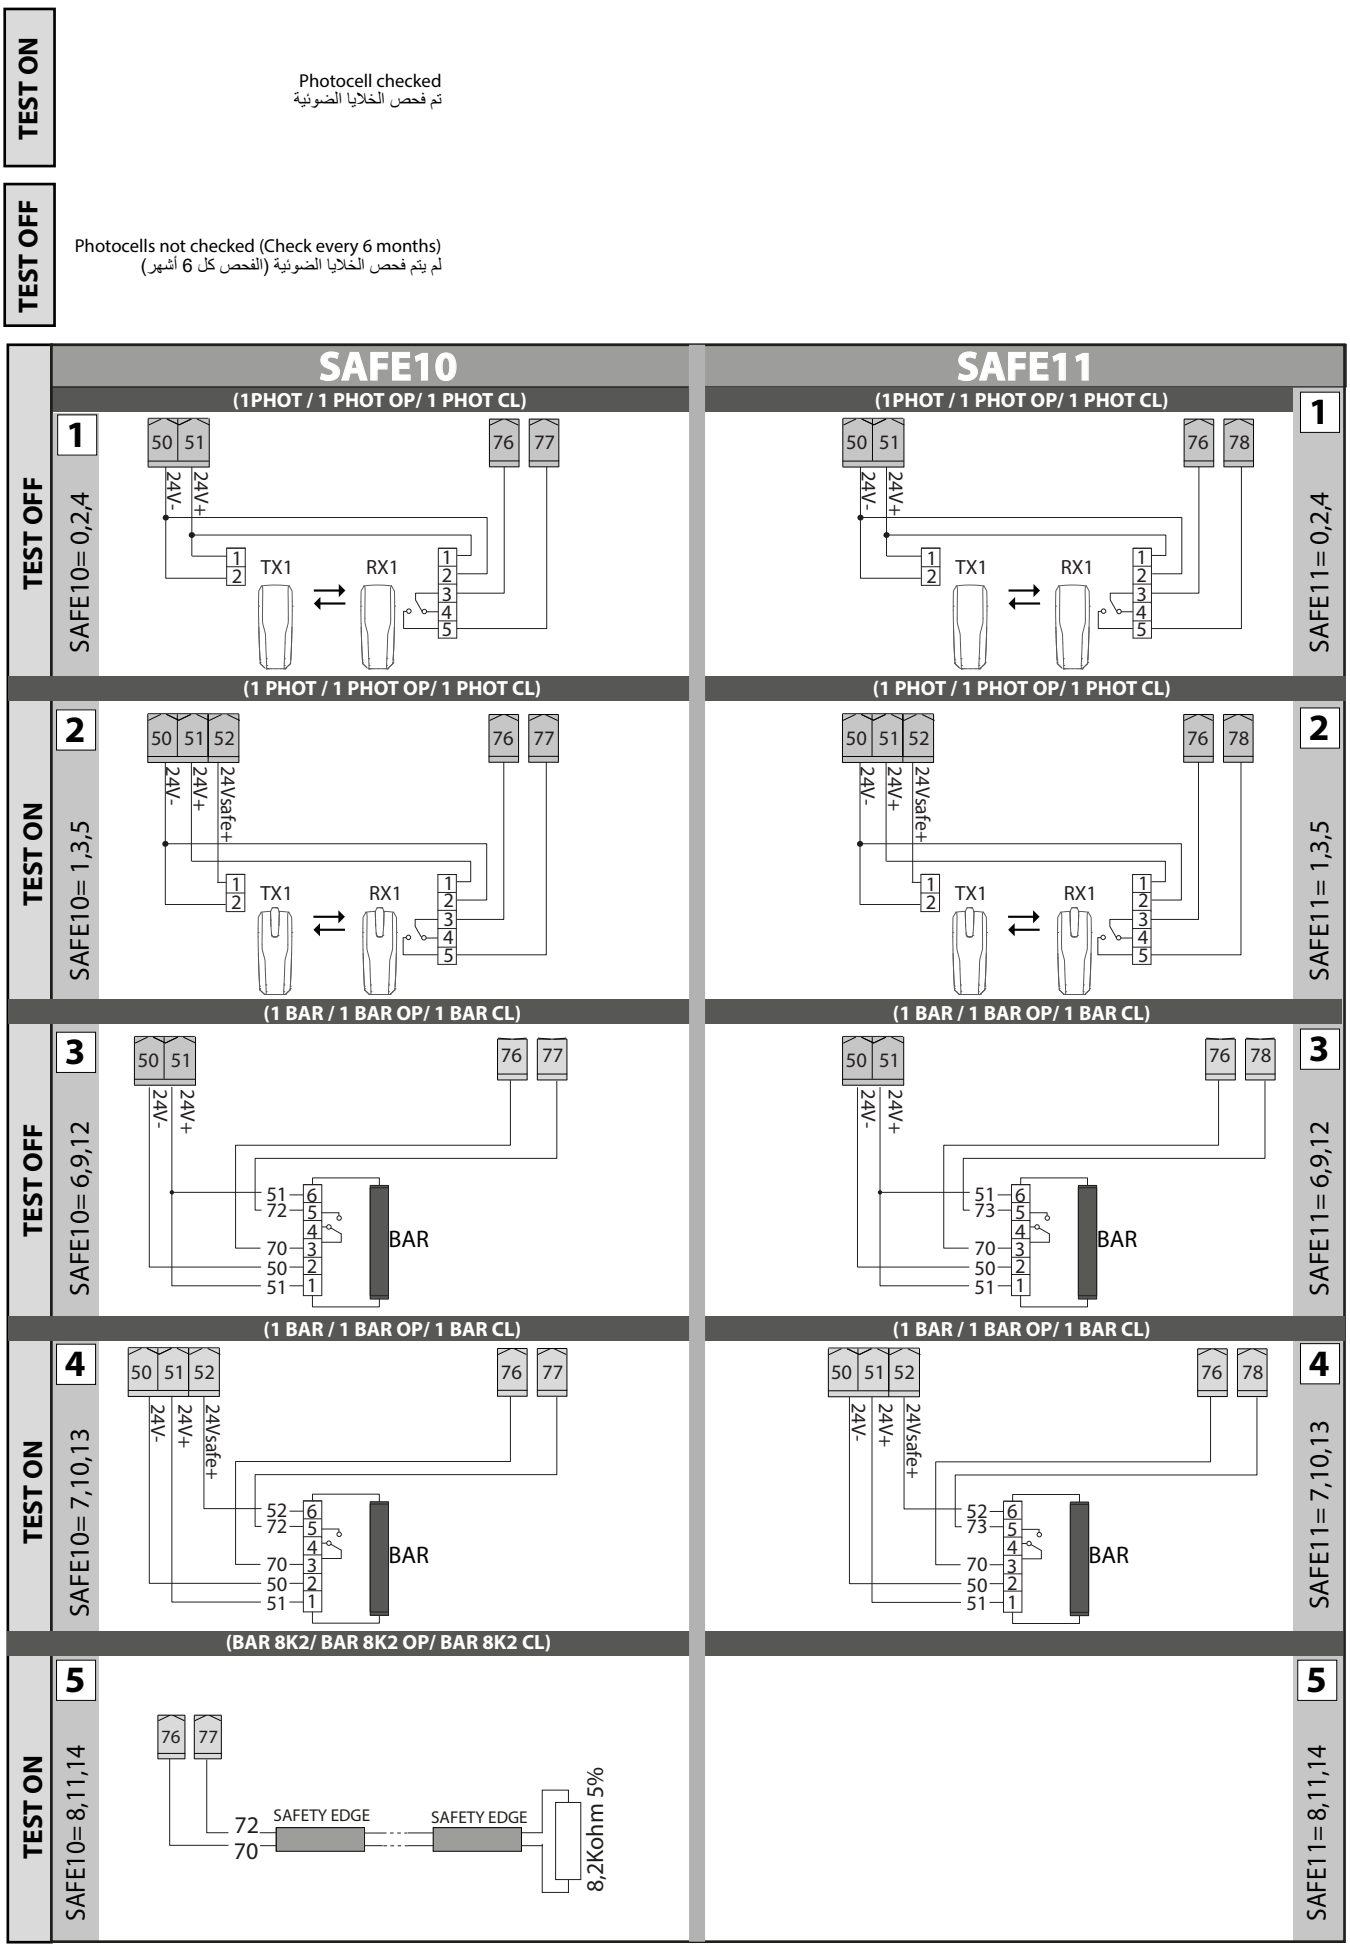 TEST ON
Photocell checked
تم فحص الخلايا الضوئية
TEST OFF
Photocells not checked (Check every 6 months)
لم يتم فحص الخلايا الضوئية (الفحص كل 6 أشهر)
SAFE10
SAFE11
(1PHOT / 1 PHOT OP/ 1 PHOT CL)
(1PHOT / 1 PHOT OP/ 1 PHOT CL)
TEST OFF
1
SAFE10= 0,2,4
50 51
76 77
24V-
24V+
1
2
TX1
RX1
1
2
3
4
5
50 51
76 78
24V-
24V+
1
2
TX1
RX1
1
2
3
4
5
1
SAFE11= 0,2,4
(1 PHOT / 1 PHOT OP/ 1 PHOT CL)
(1 PHOT / 1 PHOT OP/ 1 PHOT CL)
TEST ON
2
SAFE10= 1,3,5
50 51 52
76 77
24V-
24V+
24Vsafe+
1
2
TX1
RX1
1
2
3
4
5
50 51 52
76 78
24V-
24V+
24Vsafe+
1
2
TX1
RX1
1
2
3
4
5
2
SAFE11= 1,3,5
(1 BAR / 1 BAR OP/ 1 BAR CL)
(1 BAR / 1 BAR OP/ 1 BAR CL)
TEST OFF
3
SAFE10= 6,9,12
50 51
76 77
24V-
24V+
51 6
72 5
4
70 3
50 2
51 1
BAR
50 51
76 78
24V-
24V+
51 6
73 5
4
70 3
50 2
51 1
BAR
3
SAFE11= 6,9,12
(1 BAR / 1 BAR OP/ 1 BAR CL)
(1 BAR / 1 BAR OP/ 1 BAR CL)
TEST ON
4
SAFE10= 7,10,13
50 51 52
76 77
24V-
24V+
24Vsafe+
52 6
72 5
4
70 3
50 2
51 1
BAR
50 51 52
76 78
24V-
24V+
24Vsafe+
52 6
73 5
4
70 3
50 2
51 1
BAR
4
SAFE11= 7,10,13
(BAR 8K2/ BAR 8K2 OP/ BAR 8K2 CL)
TEST ON
5
SAFE10= 8,11,14
76 77
72
70
SAFETY EDGE
SAFETY EDGE
8,2Kohm 5%
5
SAFE11= 8,11,14